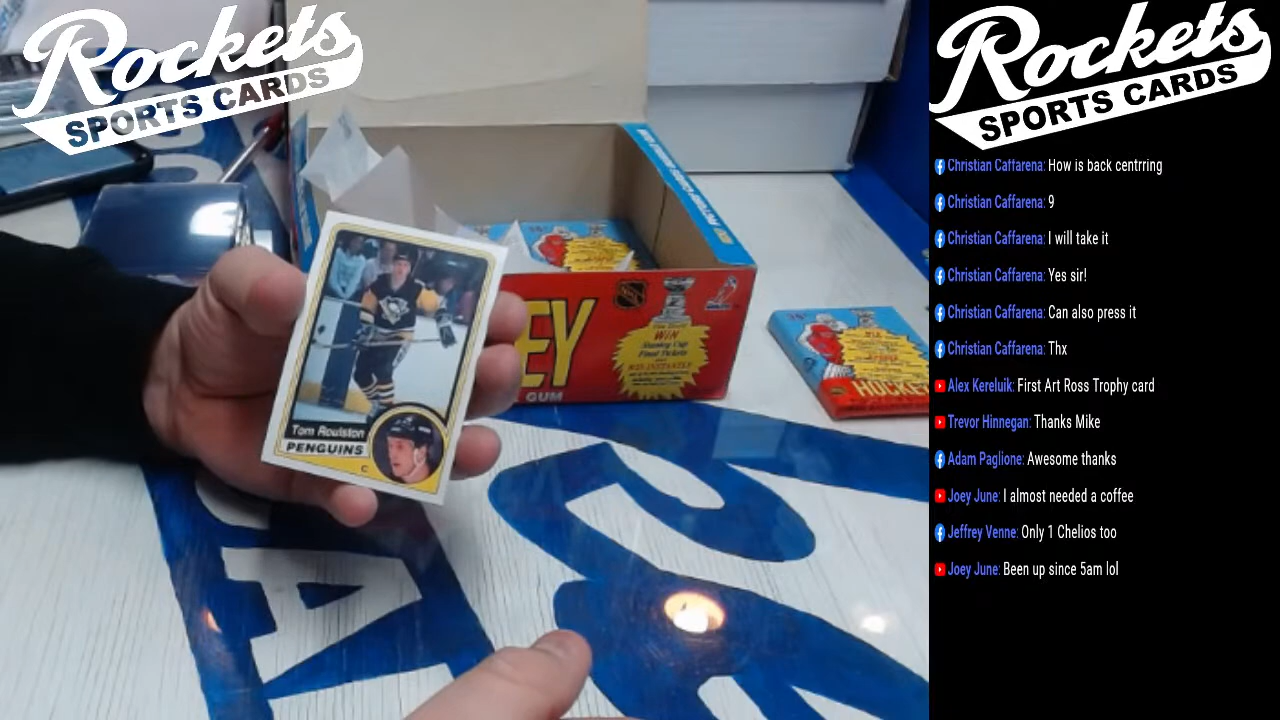 Rockets
SPORTS CARDS
Rockets
SPORTS CARDS
Christian Caffarena: How is back centrring
Christian Caffarena: 9
Christian Caffarena: I will take it
Christian Caffarena: Yes sir!
Christian Caffarena: Can also press it
Christian Caffarena: Thx
Alex Kereluik: First Art Ross Trophy card
Trevor Hinnegan: Thanks Mike
Adam Paglione: Awesome thanks
Joey June: I almost needed a coffee
Jeffrey Venne: Only 1 Chelios too
Joey June: Been up since 5am lol
Tom Roulston
PENGUINS
C
EY
GUM
NHL
WIN
Stanley Cup
HOCKEY